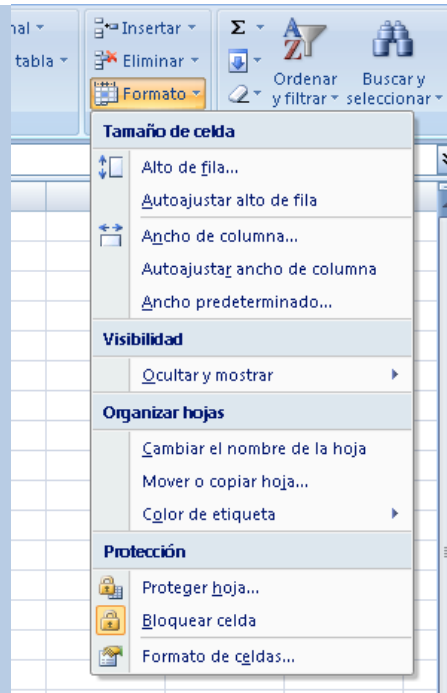 nal
Insertar
Σ
tabla
Eliminar
Formato
Ordenar y filtrar
Buscar y seleccionar
Tamaño de celda
Alto de fila...
Autoajustar alto de fila
Ancho de columna...
Autoajustar ancho de columna
Ancho predeterminado...
Visibilidad
Ocultar y mostrar
Organizar hojas
Cambiar el nombre de la hoja
Mover o copiar hoja...
Color de etiqueta
Protección
Proteger hoja...
Bloquear celda
Formato de celdas...